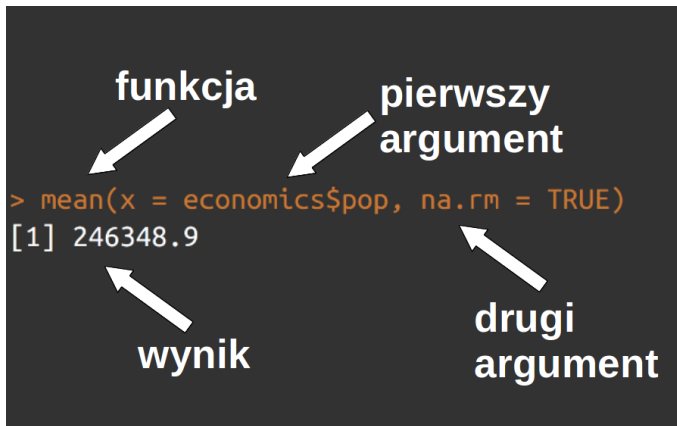 funkcja
pierwszy
argument
> mean(x = economics$pop, na.rm = TRUE)
[1] 246348.9
wynik
drugi
argument